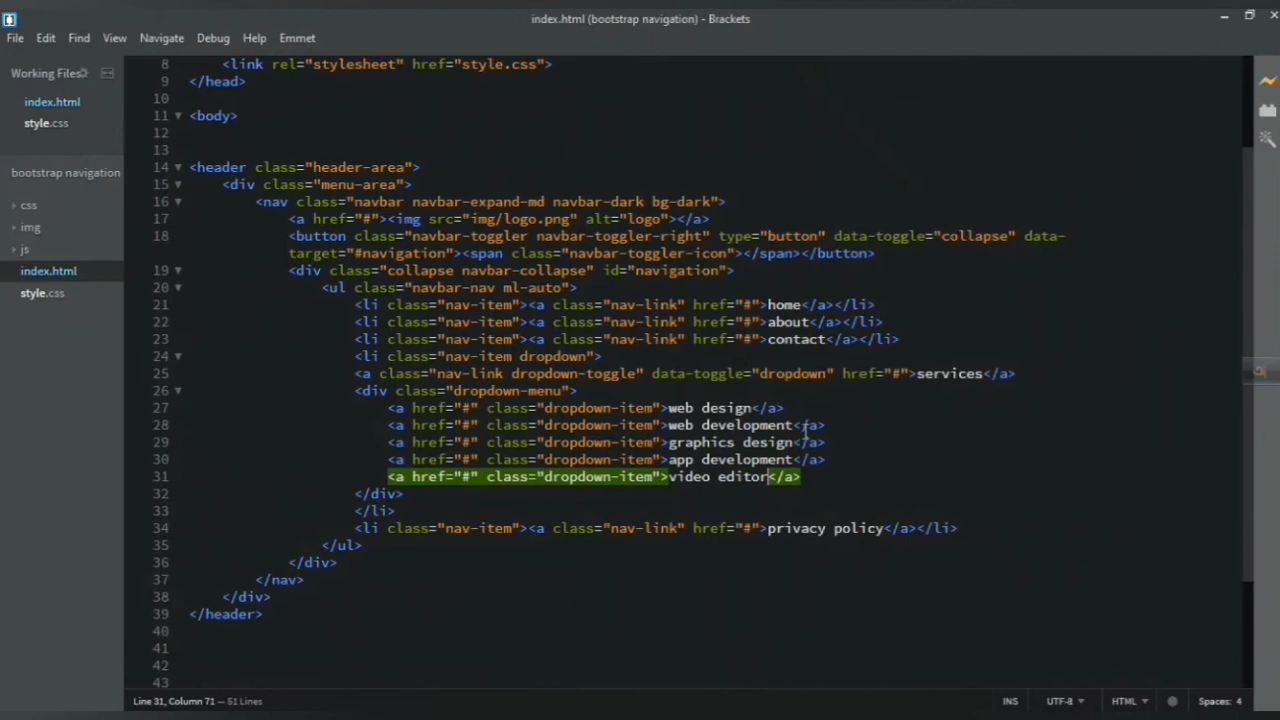 index.html (bootstrap navigation) - Brackets
File Edit Find View Navigate Debug Help Emmet
Working Files
index.html
style.css
bootstrap navigation
css
img
js
index.html
style.css
8 <link rel="stylesheet" href="style.css">
9 </head>
10
11 <body>
12
13
14 <header class="header-area">
15 <div class="menu-area">
16 <nav class="navbar navbar-expand-md navbar-dark bg-dark">
17 <a href="#"><img src="img/logo.png" alt="logo"></a>
18 <button class="navbar-toggler navbar-toggler-right" type="button" data-toggle="collapse" data-
target="#navigation"><span class="navbar-toggler-icon"></span></button>
19 <div class="collapse navbar-collapse" id="navigation">
20 <ul class="navbar-nav ml-auto">
21 <li class="nav-item"><a class="nav-link" href="#">home</a></li>
22 <li class="nav-item"><a class="nav-link" href="#">about</a></li>
23 <li class="nav-item"><a class="nav-link" href="#">contact</a></li>
24 <li class="nav-item dropdown">
25 <a class="nav-link dropdown-toggle" data-toggle="dropdown" href="#">services</a>
26 <div class="dropdown-menu">
27 <a href="#" class="dropdown-item">web design</a>
28 <a href="#" class="dropdown-item">web development</a>
29 <a href="#" class="dropdown-item">graphics design</a>
30 <a href="#" class="dropdown-item">app development</a>
31 <a href="#" class="dropdown-item">video editor</a>
32 </div>
33 </li>
34 <li class="nav-item"><a class="nav-link" href="#">privacy policy</a></li>
35 </ul>
36 </div>
37 </nav>
38 </div>
39 </header>
40
41
42
43
Line 31, Column 71 — 51 Lines
INS UTF-8 HTML Spaces: 4